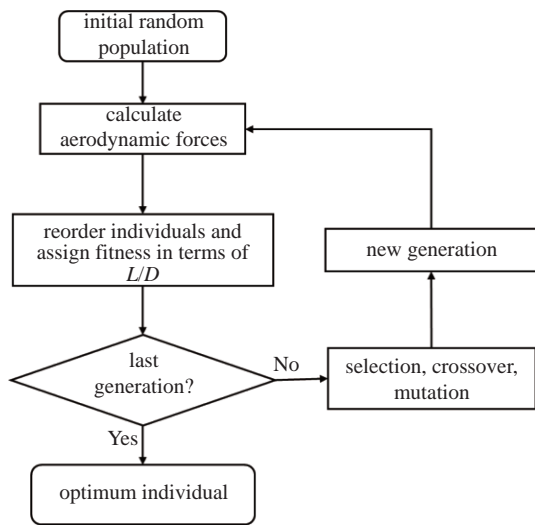 initial random
population
calculate
aerodynamic forces
reorder individuals and
assign fitness in terms of
L/D
new generation
last
generation?
No
selection, crossover,
mutation
Yes
optimum individual